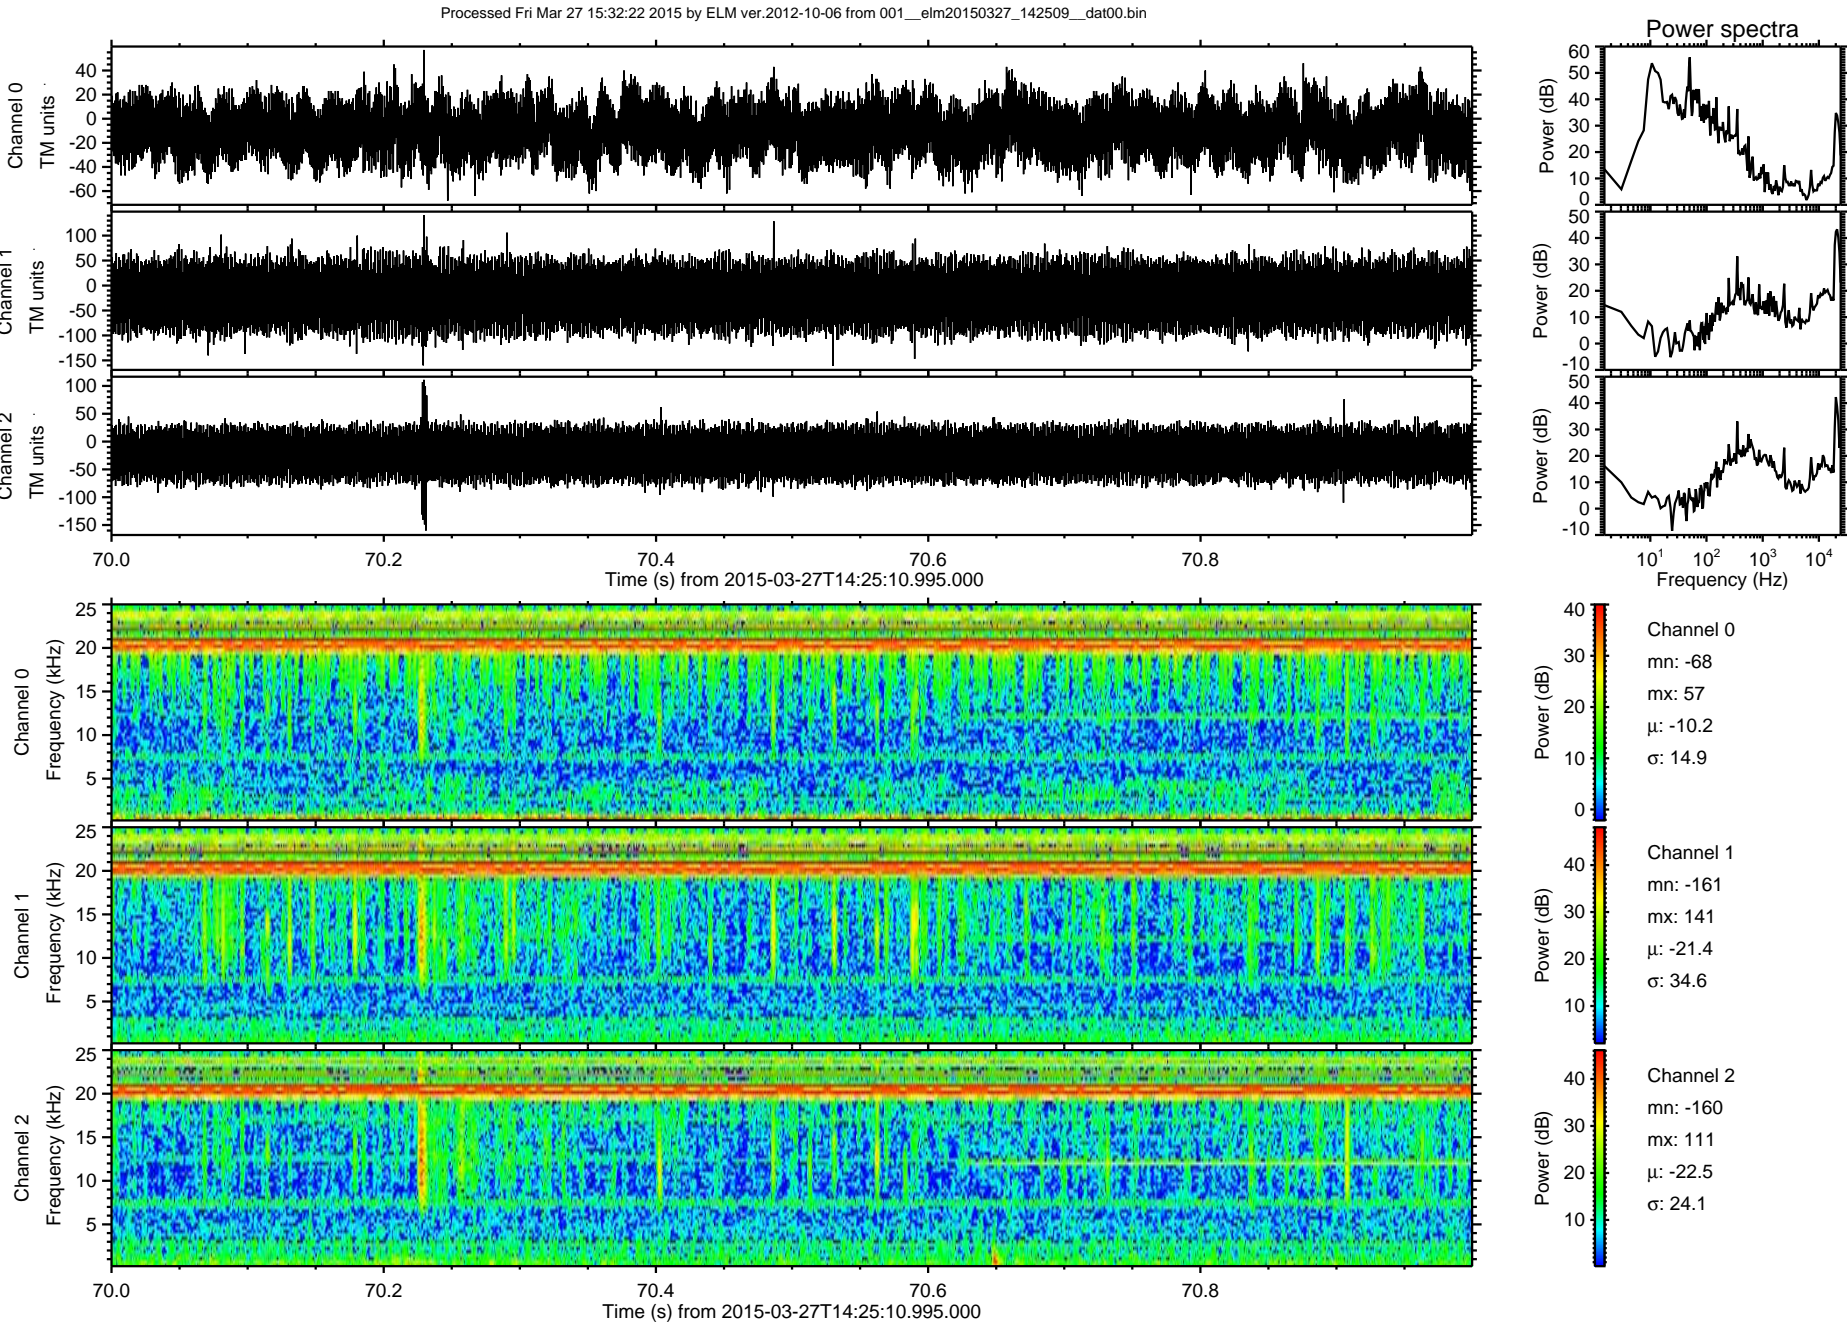 Processed Fri Mar 27 15:32:22 2015 by ELM ver.2012-10-06 from 001__elm20150327_142509__dat00.bin
Power spectra
Channel 0
TM units
40
20
0
-20
-40
-60
Power (dB)
60
50
40
30
20
10
0
Channel 1
TM units
100
50
0
-50
-100
-150
Power (dB)
50
40
30
20
10
0
-10
Channel 2
TM units
100
50
0
-50
-100
-150
Power (dB)
50
40
30
20
10
0
-10
70.0 70.2 70.4 70.6 70.8
Time (s) from 2015-03-27T14:25:10.995.000
10¹ 10² 10³ 10⁴
Frequency (Hz)
Channel 0
Frequency (kHz)
25
20
15
10
5
Power (dB)
40
30
20
10
0
Channel 0
mn: -68
mx: 57
μ: -10.2
σ: 14.9
Channel 1
Frequency (kHz)
25
20
15
10
5
Power (dB)
40
30
20
10
Channel 1
mn: -161
mx: 141
μ: -21.4
σ: 34.6
Channel 2
Frequency (kHz)
25
20
15
10
5
Power (dB)
40
30
20
10
Channel 2
mn: -160
mx: 111
μ: -22.5
σ: 24.1
70.0 70.2 70.4 70.6 70.8
Time (s) from 2015-03-27T14:25:10.995.000